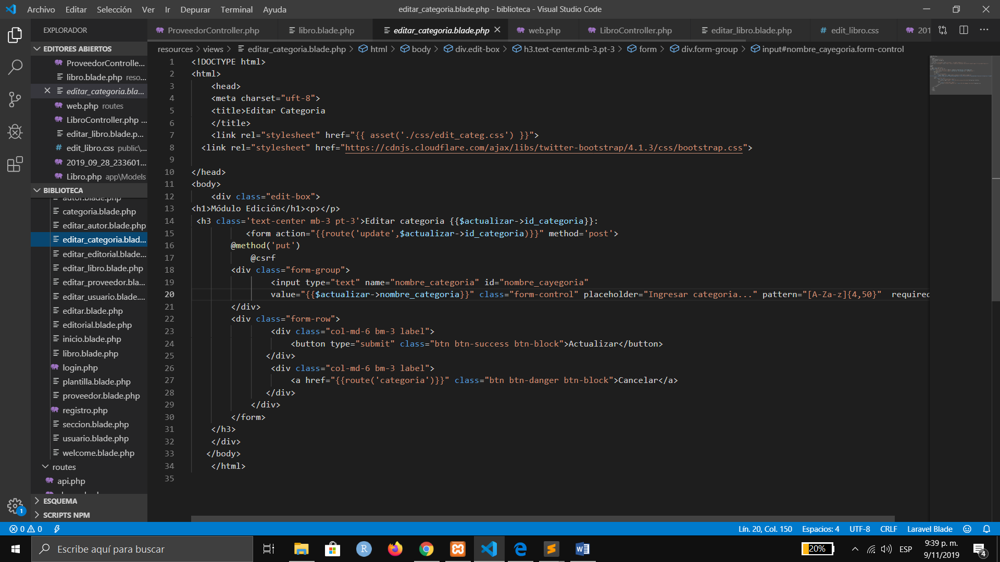 Archivo Editar Selección Ver Ir Depurar Terminal Ayuda
editar_categoria.blade.php - biblioteca - Visual Studio Code
EXPLORADOR
ProveedorController.php libro.blade.php editar_categoria.blade.php web.php LibroController.php editar_libro.blade.php # edit_libro.css 201
EDITORES ABIERTOS
ProveedorControlle...
libro.blade.php reso...
editar_categoria.bla...
web.php routes
LibroController.php ...
editar_libro.blade.p...
# edit_libro.css public\...
2019_09_28_233601...
Libro.php app\Models
BIBLIOTECA
autor.blade.php
categoria.blade.php
editar_autor.blade.php
editar_categoria.blad...
editar_editorial.blade...
editar_libro.blade.php
editar_proveedor.bla...
editar_usuario.blade....
editar.blade.php
editorial.blade.php
inicio.blade.php
libro.blade.php
login.php
plantilla.blade.php
proveedor.blade.php
registro.php
seccion.blade.php
usuario.blade.php
welcome.blade.php
routes
api.php
ESQUEMA
SCRIPTS NPM
resources > views > editar_categoria.blade.php > html > body > div.edit-box > h3.text-center.mb-3.pt-3 > form > div.form-group > input#nombre_cayegoria.form-control
1 <!DOCTYPE html>
2 <html>
3 <head>
4 <meta charset="uft-8">
5 <title>Editar Categoria
6 </title>
7 <link rel="stylesheet" href="{{ asset('./css/edit_categ.css') }}">
8 <link rel="stylesheet" href="https://cdnjs.cloudflare.com/ajax/libs/twitter-bootstrap/4.1.3/css/bootstrap.css">
9
10 </head>
11 <body>
12 <div class="edit-box">
13 <h1>Módulo Edición</h1><p></p>
14 <h3 class='text-center mb-3 pt-3'>Editar categoria {{$actualizar->id_categoria}}:
15 <form action="{{route('update',$actualizar->id_categoria)}}" method='post'>
16 @method('put')
17 @csrf
18 <div class="form-group">
19 <input type="text" name="nombre_categoria" id="nombre_cayegoria"
20 value="{{$actualizar->nombre_categoria}}" class="form-control" placeholder="Ingresar categoria..." pattern="[A-Za-z]{4,50}"  required
21 </div>
22 <div class="form-row">
23 <div class="col-md-6 bm-3 label">
24 <button type="submit" class="btn btn-success btn-block">Actualizar</button>
25 </div>
26 <div class="col-md-6 bm-3 label">
27 <a href="{{route('categoria')}}" class="btn btn-danger btn-block">Cancelar</a>
28 </div>
29 </div>
30 </form>
31 </h3>
32 </div>
33 </body>
34 </html>
35
1
0 0 Lín. 20, Col. 150 Espacios: 4 UTF-8 CRLF Laravel Blade
Escribe aquí para buscar
R
S
W
20% ESP 9:39 p. m.
9/11/2019
4